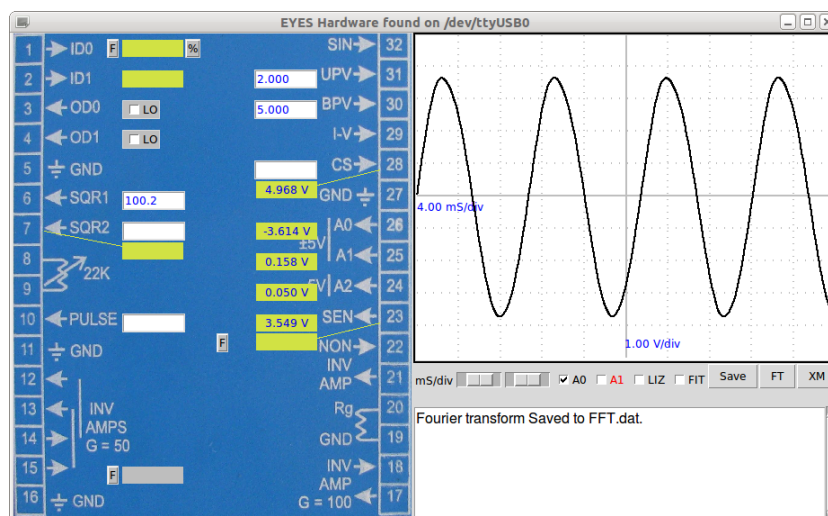 EYES Hardware found on /dev/ttyUSB0
1 ID0 F % SIN 32
2 ID1 2.000 UPV 31
3 OD0 LO 5.000 BPV 30
4 OD1 LO I-V 29
5 GND CS 28
4.968 V GND 27
6 SQR1 100.2
7 SQR2 -3.614 V A0 26
±5V
8 0.158 V A1 25
22K
9 0.050 V A2 24
10 PULSE 3.549 V SEN 23
11 GND F NON 22
INV
12 AMP 21
13 INV Rg 20
AMPS
14 G = 50 GND 19
15 F INV 18
AMP
16 GND G = 100 17
4.00 mS/div
1.00 V/div
mS/div A0 A1 LIZ FIT Save FT XM
Fourier transform Saved to FFT.dat.